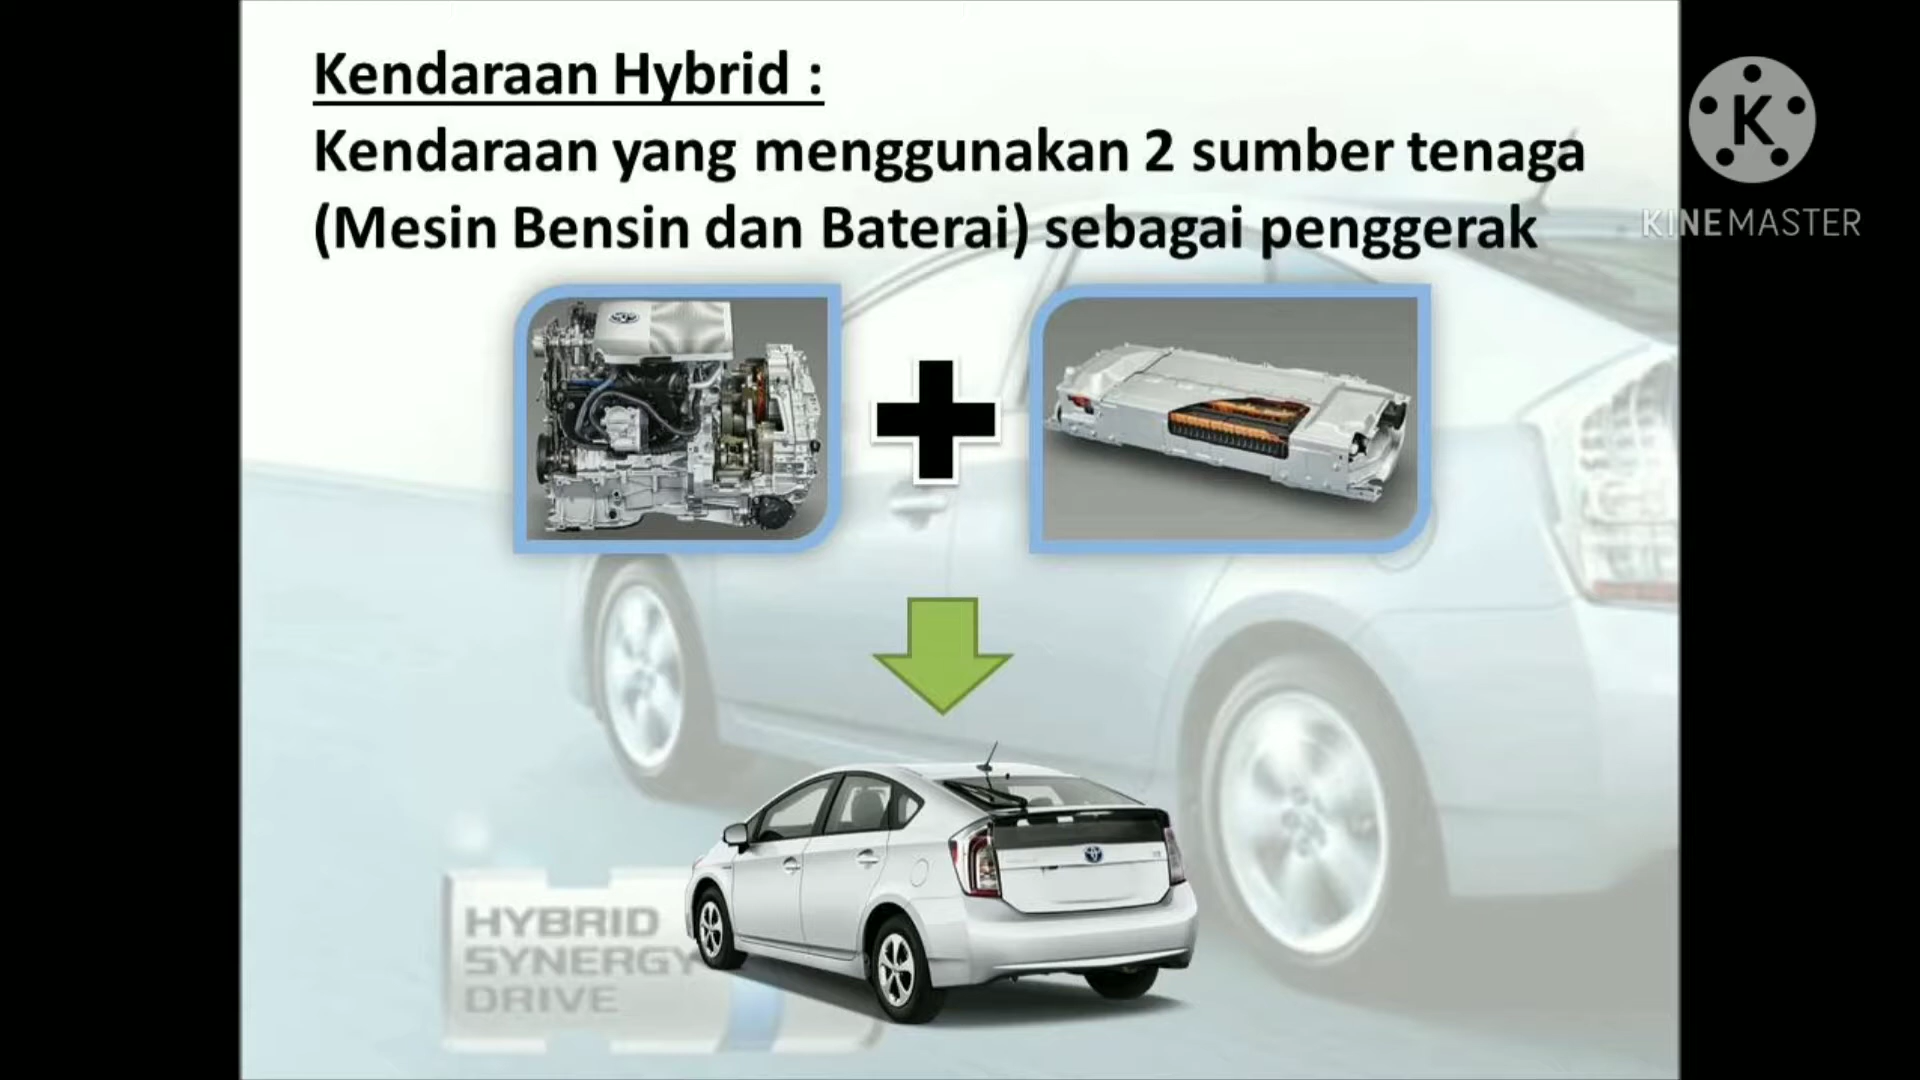 Kendaraan Hybrid :
Kendaraan yang menggunakan 2 sumber tenaga
(Mesin Bensin dan Baterai) sebagai penggerak
K
KINEMASTER
HYBRID
SYNERGY
DRIVE